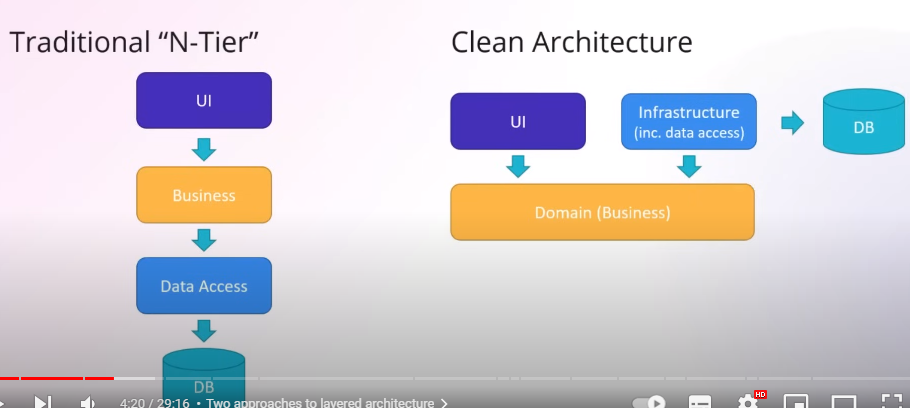 Traditional “N-Tier”
UI
Business
Data Access
DB
Clean Architecture
UI
Infrastructure
(inc. data access)
DB
Domain (Business)
4:20 / 29:16 • Two approaches to layered architecture
HD